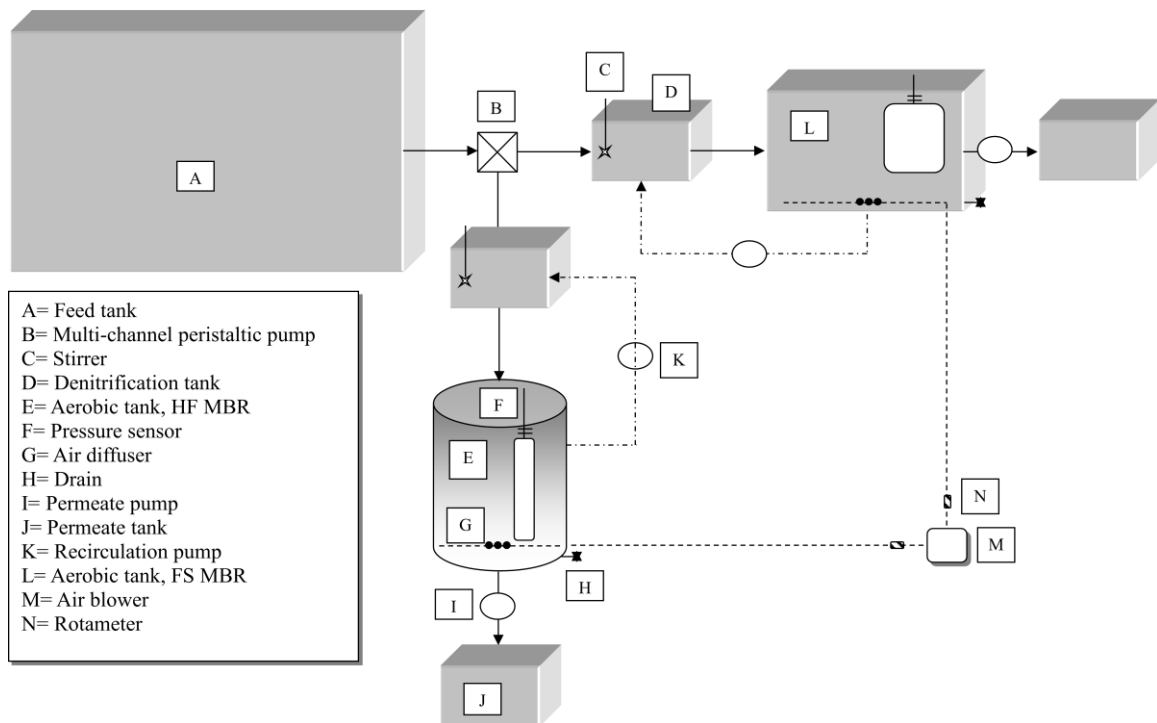 C
D
B
L
A
A= Feed tank
B= Multi-channel peristaltic pump
C= Stirrer
D= Denitrification tank
E= Aerobic tank, HF MBR
F= Pressure sensor
G= Air diffuser
H= Drain
I= Permeate pump
J= Permeate tank
K= Recirculation pump
L= Aerobic tank, FS MBR
M= Air blower
N= Rotameter
K
F
E
N
G
M
H
I
J